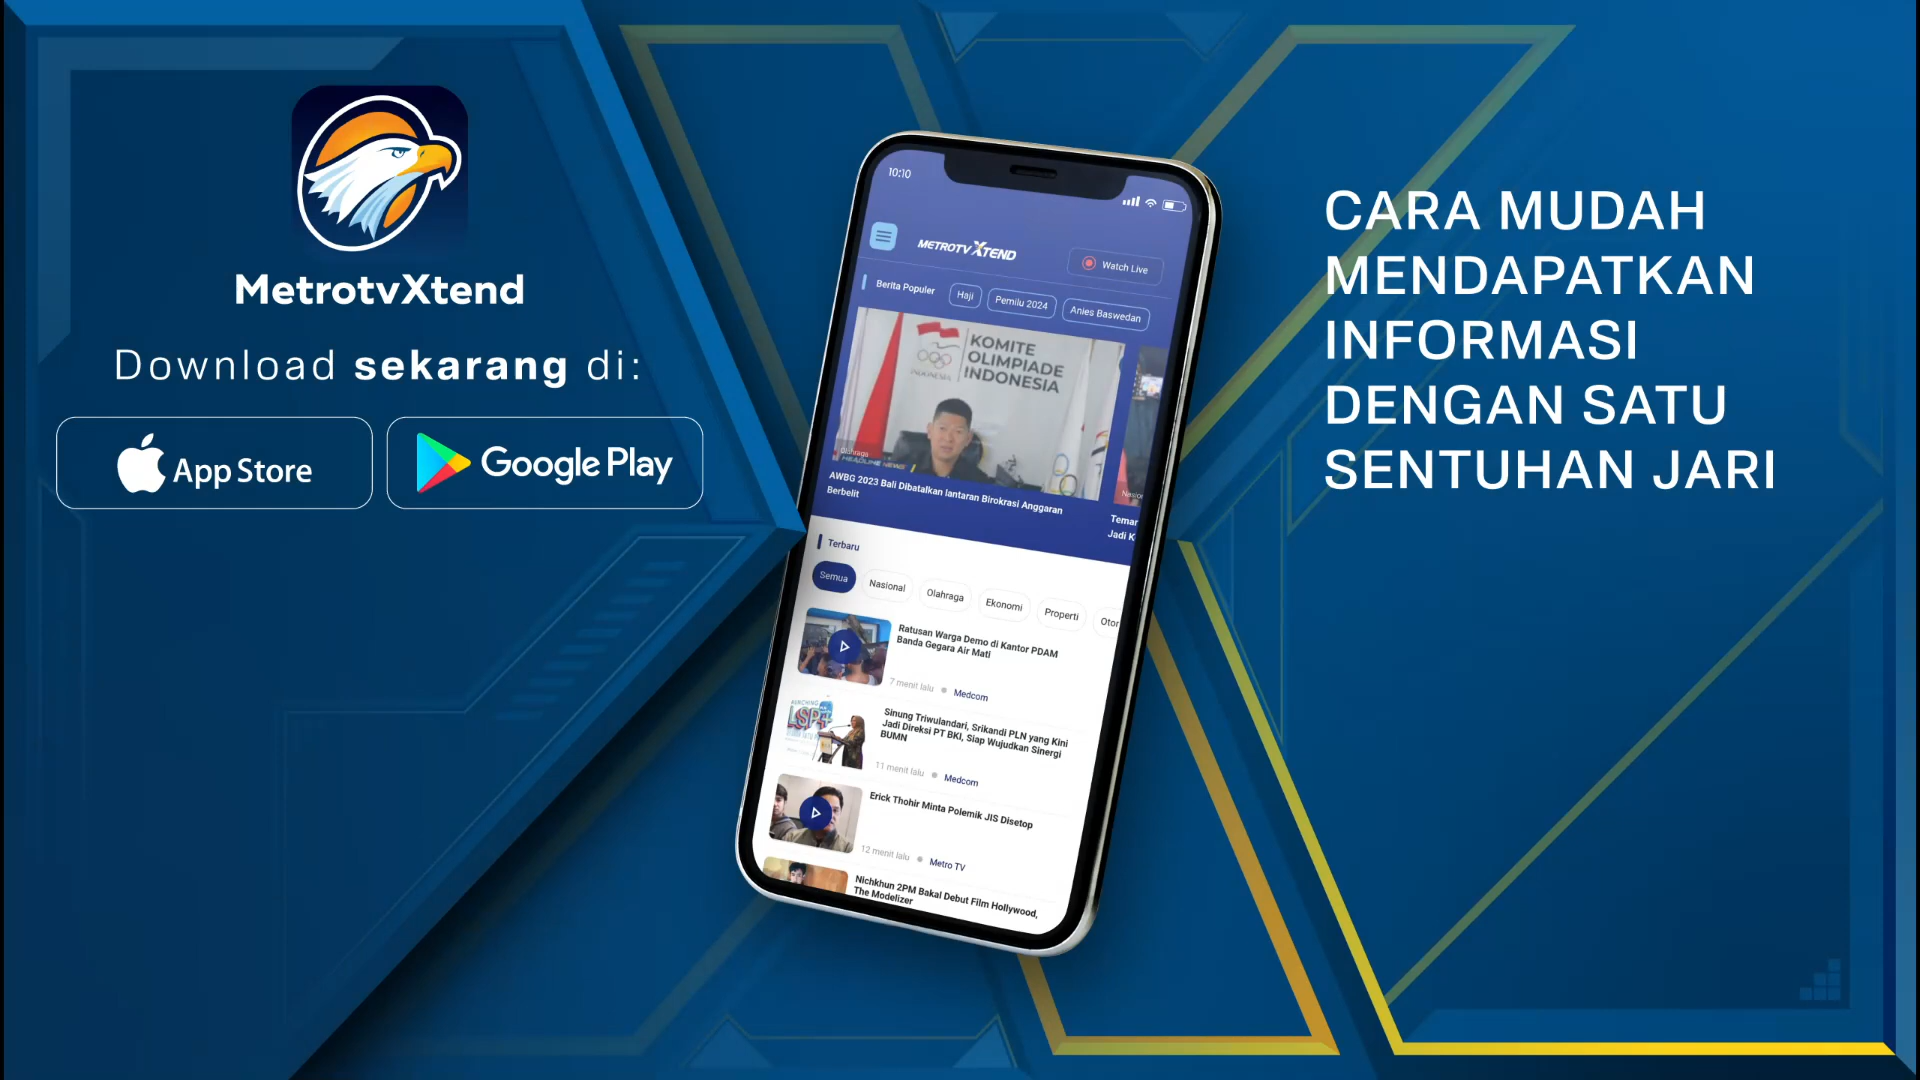 MetrotvXtend
Download sekarang di:
App Store
Google Play
10:10
METROTV XTEND
Watch Live
Berita Populer
Haji
Pemilu 2024
Anies Baswedan
KOMITE
OLIMPIADE
INDONESIA
INDONESIA
Olahraga
HEADLINE NEWS
AWBG 2023 Bali Dibatalkan lantaran Birokrasi Anggaran
Berbelit
Terbaru
Semua
Nasional
Olahraga
Ekonomi
Properti
Ratusan Warga Demo di Kantor PDAM
Banda Gegara Air Mati
7 menit lalu
Medcom
Sinung Triwulandari, Srikandi PLN yang Kini
Jadi Direksi PT BKI, Siap Wujudkan Sinergi
BUMN
11 menit lalu
Medcom
Erick Thohir Minta Polemik JIS Disetop
12 menit lalu
Metro TV
Nichkhun 2PM Bakal Debut Film Hollywood,
The Modelizer
CARA MUDAH
MENDAPATKAN
INFORMASI
DENGAN SATU
SENTUHAN JARI